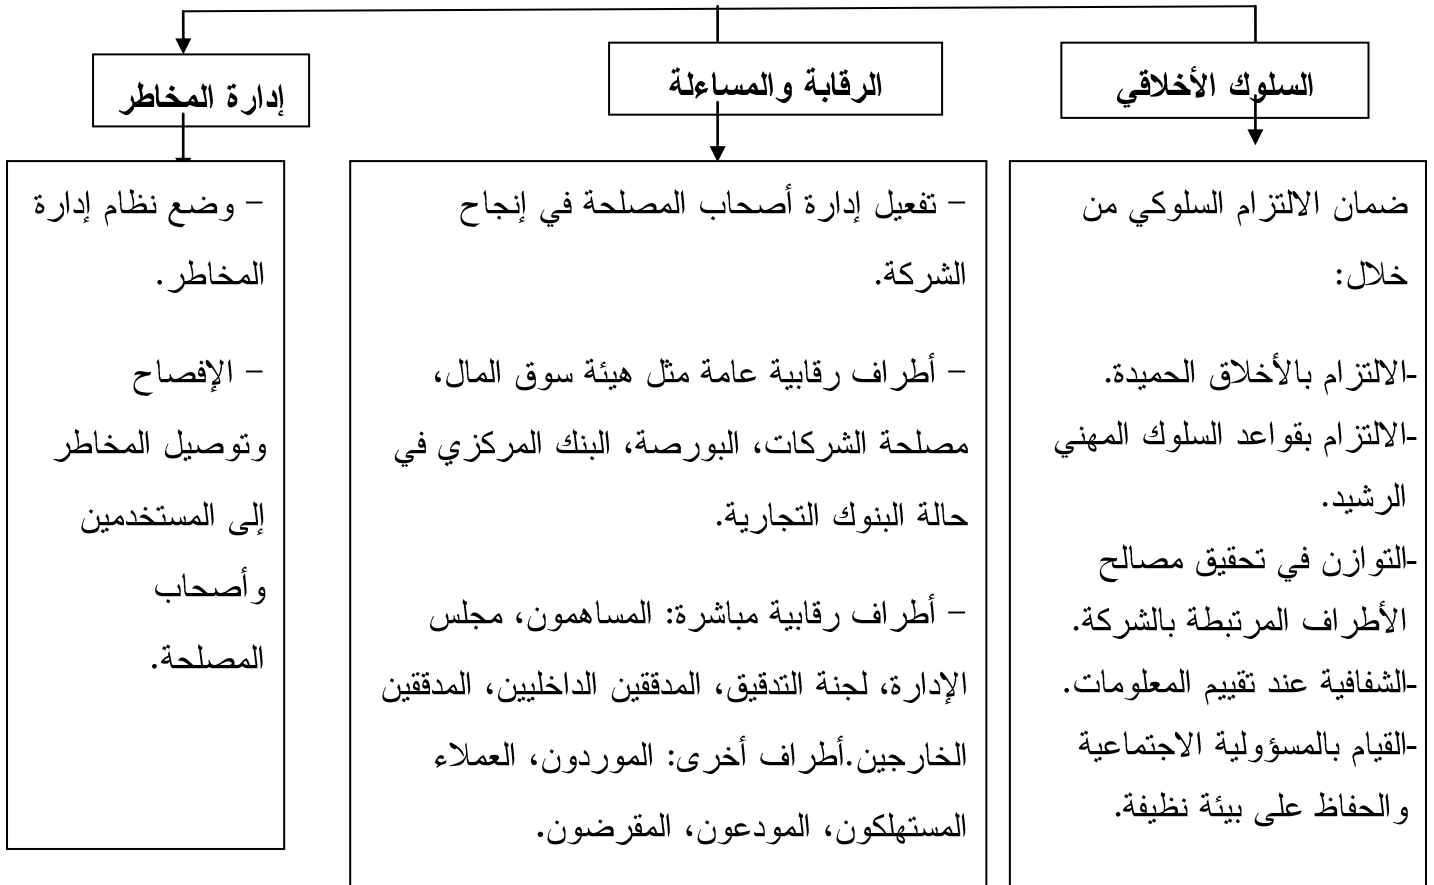 السلوك الأخلاقي
ضمان الالتزام السلوكي من
خلال:
-الالتزام بالأخلاق الحميدة.
-الالتزام بقواعد السلوك المهني
الرشيد.
-التوازن في تحقيق مصالح
الأطراف المرتبطة بالشركة.
-الشفافية عند تقييم المعلومات.
-القيام بالمسؤولية الاجتماعية
والحفاظ على بيئة نظيفة.
الرقابة والمساءلة
– تفعيل إدارة أصحاب المصلحة في إنجاح
الشركة.
– أطراف رقابية عامة مثل هيئة سوق المال،
مصلحة الشركات، البورصة، البنك المركزي في
حالة البنوك التجارية.
– أطراف رقابية مباشرة: المساهمون، مجلس
الإدارة، لجنة التدقيق، المدققين الداخليين، المدققين
الخارجين.أطراف أخرى: الموردون، العملاء
المستهلكون، المودعون، المقرضون.
إدارة المخاطر
– وضع نظام إدارة
المخاطر.
– الإفصاح
وتوصيل المخاطر
إلى المستخدمين
وأصحاب
المصلحة.